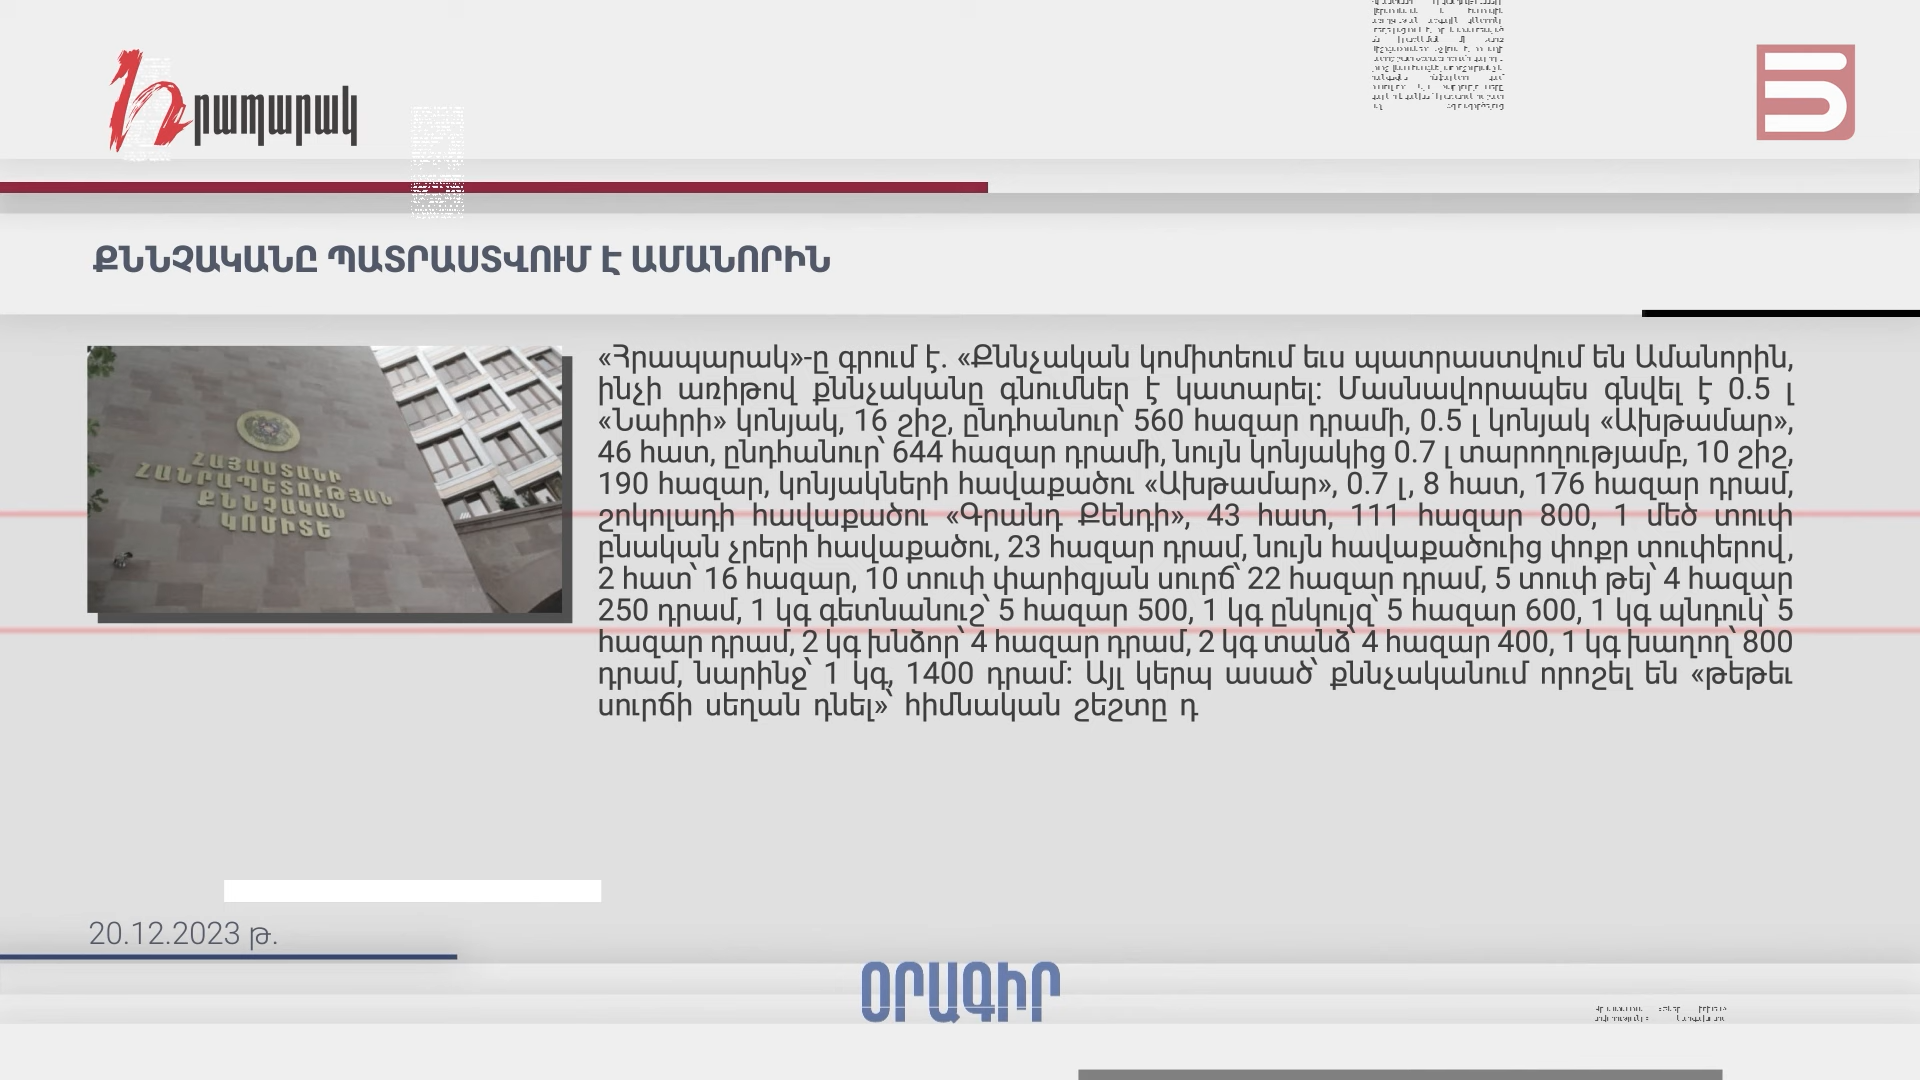 Հրապարակ
ՔՆՆՉԱԿԱՆԸ ՊԱՏՐԱՍՏՎՈՒՄ Է ԱՄԱՆՈՐԻՆ
ՀԱՅԱՍՏԱՆԻ
ՀԱՆՐԱՊԵՏՈՒԹՅԱՆ
ՔՆՆՉԱԿԱՆ
ԿՈՄԻՏԵ
«Հրապարակ»-ը գրում է. «Քննչական կոմիտեում եւս պատրաստվում են Ամանորին,
ինչի առիթով քննչականը գնումներ է կատարել: Մասնավորապես գնվել է 0.5 լ
«Նաիրի» կոնյակ, 16 շիշ, ընդհանուր՝ 560 հազար դրամի, 0.5 լ կոնյակ «Ախթամար»,
46 հատ, ընդհանուր՝ 644 հազար դրամի, նույն կոնյակից 0.7 լ տարողությամբ, 10 շիշ,
190 հազար, կոնյակների հավաքածու «Ախթամար», 0.7 լ, 8 հատ, 176 հազար դրամ,
շոկոլադի հավաքածու «Գրանդ Քենդի», 43 հատ, 111 հազար 800, 1 մեծ տուփ
բնական չրերի հավաքածու, 23 հազար դրամ, նույն հավաքածուից փոքր տուփերով,
2 հատ՝ 16 հազար, 10 տուփ փարիզյան սուրճ՝ 22 հազար դրամ, 5 տուփ թեյ՝ 4 հազար
250 դրամ, 1 կգ գետնանուշ՝ 5 հազար 500, 1 կգ ընկույզ՝ 5 հազար 600, 1 կգ պնդուկ՝ 5
հազար դրամ, 2 կգ խնձոր՝ 4 հազար դրամ, 2 կգ տանձ՝ 4 հազար 400, 1 կգ խաղող՝ 800
դրամ, նարինջ՝ 1 կգ, 1400 դրամ: Այլ կերպ ասած՝ քննչականում որոշել են «թեթեւ
սուրճի սեղան դնել»՝ հիմնական շեշտը դ
20.12.2023 թ.
ՕՐԱԳԻՐ